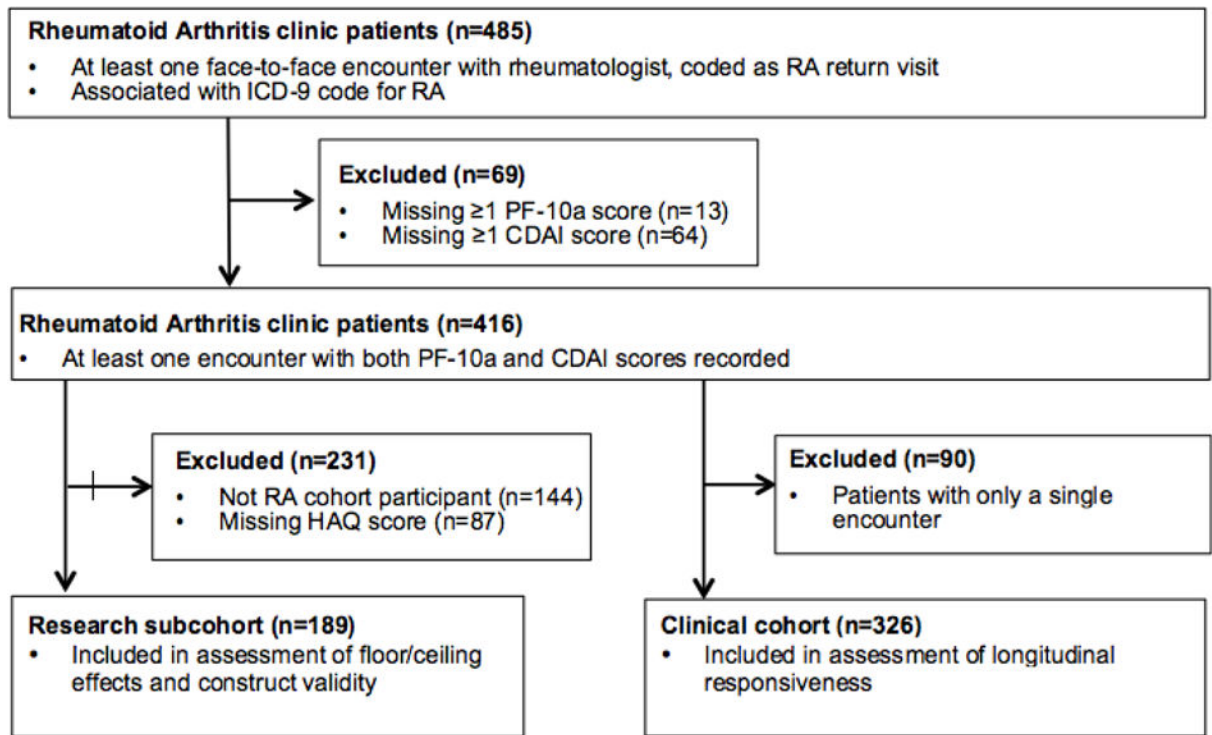 Rheumatoid Arthritis clinic patients (n=485)
• At least one face-to-face encounter with rheumatologist, coded as RA return visit
• Associated with ICD-9 code for RA
Excluded (n=69)
• Missing ≥1 PF-10a score (n=13)
• Missing ≥1 CDAI score (n=64)
Rheumatoid Arthritis clinic patients (n=416)
• At least one encounter with both PF-10a and CDAI scores recorded
Excluded (n=231)
• Not RA cohort participant (n=144)
• Missing HAQ score (n=87)
Excluded (n=90)
• Patients with only a single
encounter
Research subcohort (n=189)
• Included in assessment of floor/ceiling
effects and construct validity
Clinical cohort (n=326)
• Included in assessment of longitudinal
responsiveness